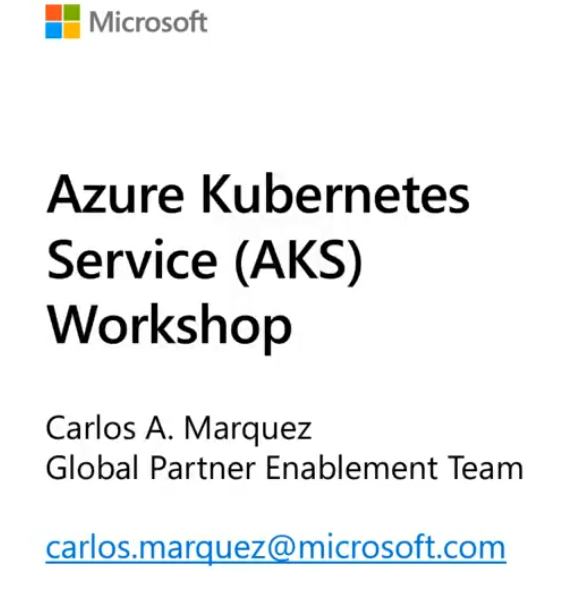 Microsoft
Azure Kubernetes
Service (AKS)
Workshop
Carlos A. Marquez
Global Partner Enablement Team
carlos.marquez@microsoft.com